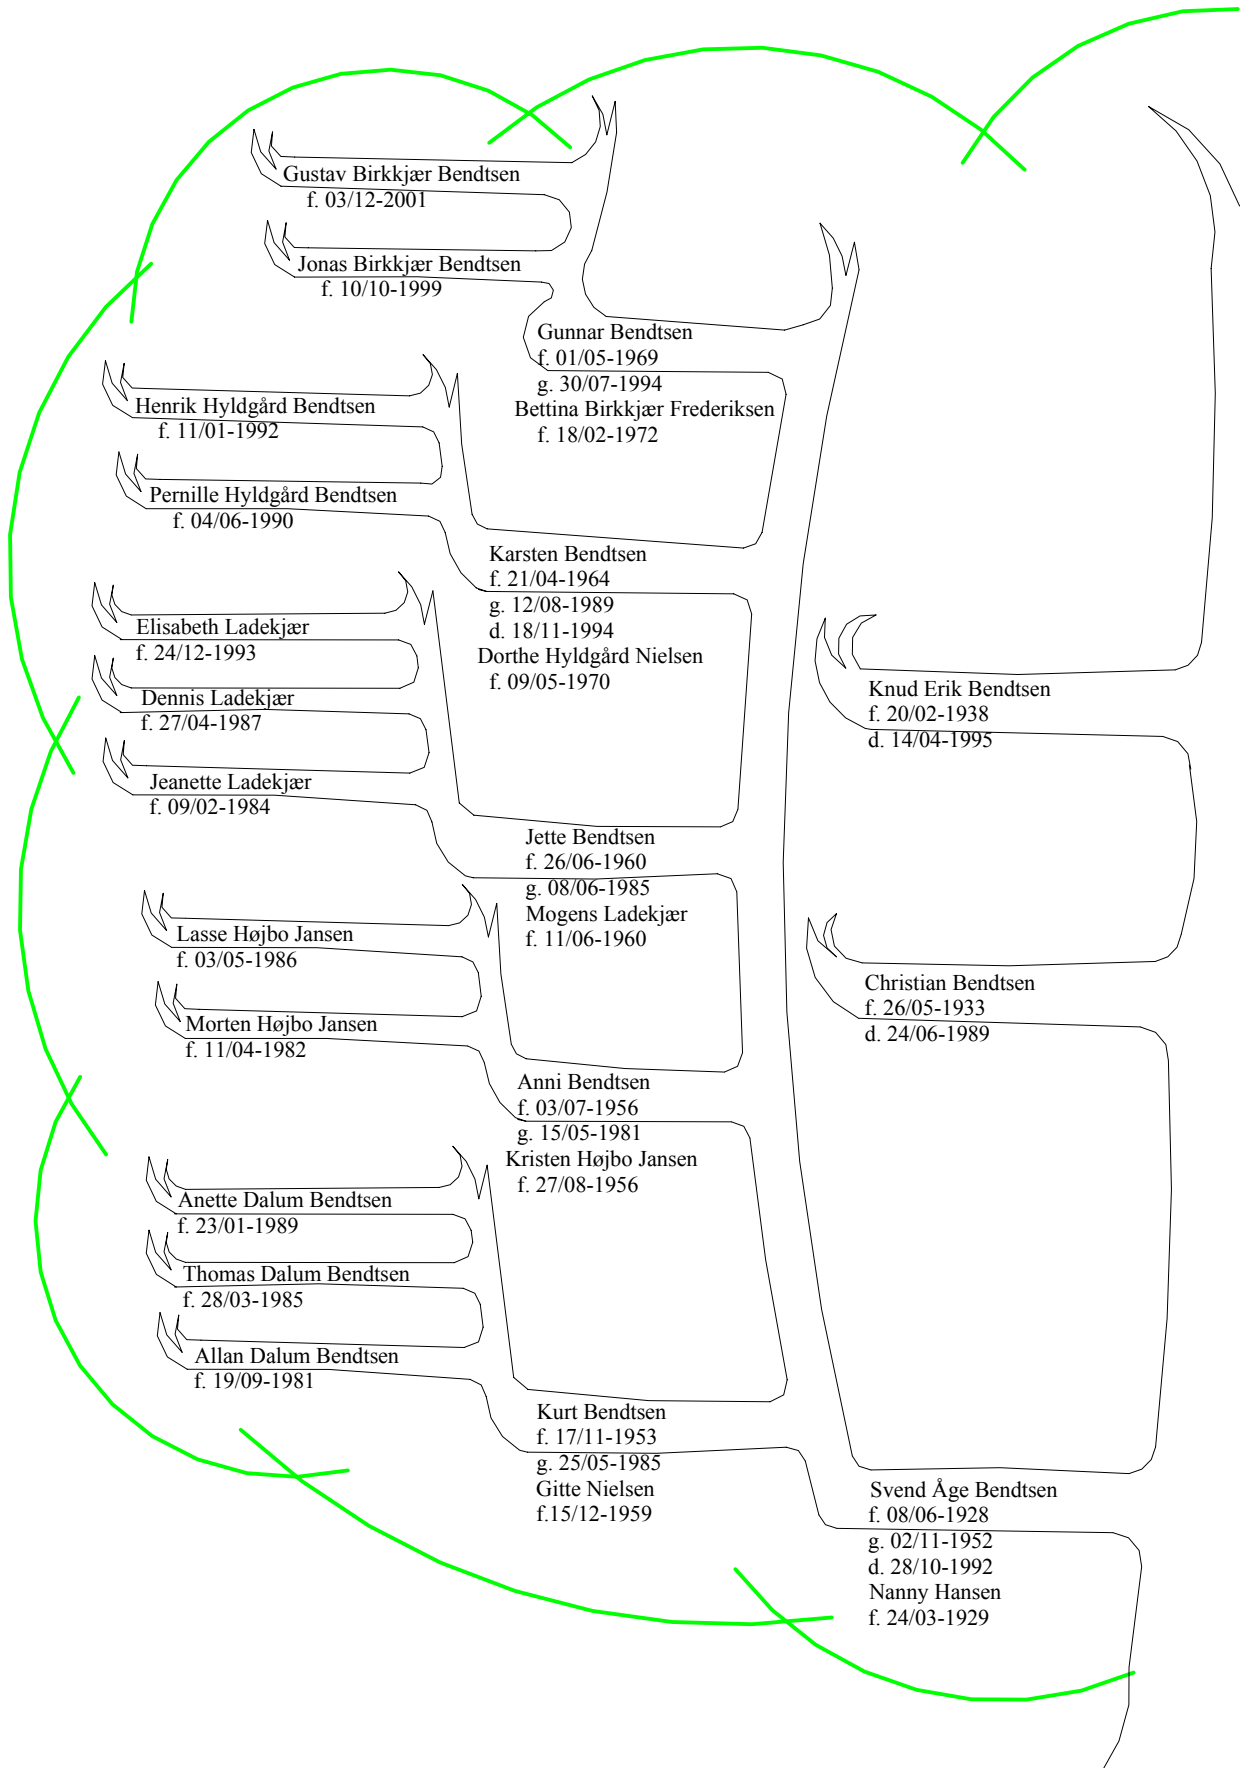 Gustav Birkkjær Bendtsen
f. 03/12-2001
Jonas Birkkjær Bendtsen
f. 10/10-1999
Gunnar Bendtsen
f. 01/05-1969
g. 30/07-1994
Bettina Birkkjær Frederiksen
f. 18/02-1972
Henrik Hyldgård Bendtsen
f. 11/01-1992
Pernille Hyldgård Bendtsen
f. 04/06-1990
Karsten Bendtsen
f. 21/04-1964
g. 12/08-1989
d. 18/11-1994
Dorthe Hyldgård Nielsen
f. 09/05-1970
Elisabeth Ladekjær
f. 24/12-1993
Dennis Ladekjær
f. 27/04-1987
Jeanette Ladekjær
f. 09/02-1984
Knud Erik Bendtsen
f. 20/02-1938
d. 14/04-1995
Jette Bendtsen
f. 26/06-1960
g. 08/06-1985
Mogens Ladekjær
f. 11/06-1960
Lasse Højbo Jansen
f. 03/05-1986
Morten Højbo Jansen
f. 11/04-1982
Christian Bendtsen
f. 26/05-1933
d. 24/06-1989
Anni Bendtsen
f. 03/07-1956
g. 15/05-1981
Kristen Højbo Jansen
f. 27/08-1956
Anette Dalum Bendtsen
f. 23/01-1989
Thomas Dalum Bendtsen
f. 28/03-1985
Allan Dalum Bendtsen
f. 19/09-1981
Kurt Bendtsen
f. 17/11-1953
g. 25/05-1985
Gitte Nielsen
f.15/12-1959
Svend Åge Bendtsen
f. 08/06-1928
g. 02/11-1952
d. 28/10-1992
Nanny Hansen
f. 24/03-1929